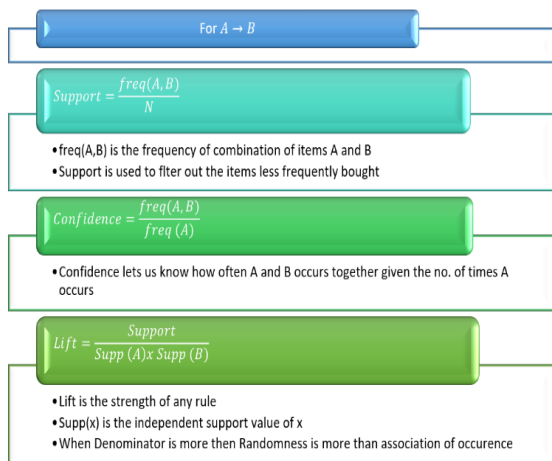 For A → B
Support = freq(A,B) / N
•freq(A,B) is the frequency of combination of items A and B
•Support is used to flter out the items less frequently bought
Confidence = freq(A,B) / freq (A)
•Confidence lets us know how often A and B occurs together given the no. of times A
occurs
Lift = Support / Supp (A)x Supp (B)
•Lift is the strength of any rule
•Supp(x) is the independent support value of x
•When Denominator is more then Randomness is more than association of occurence